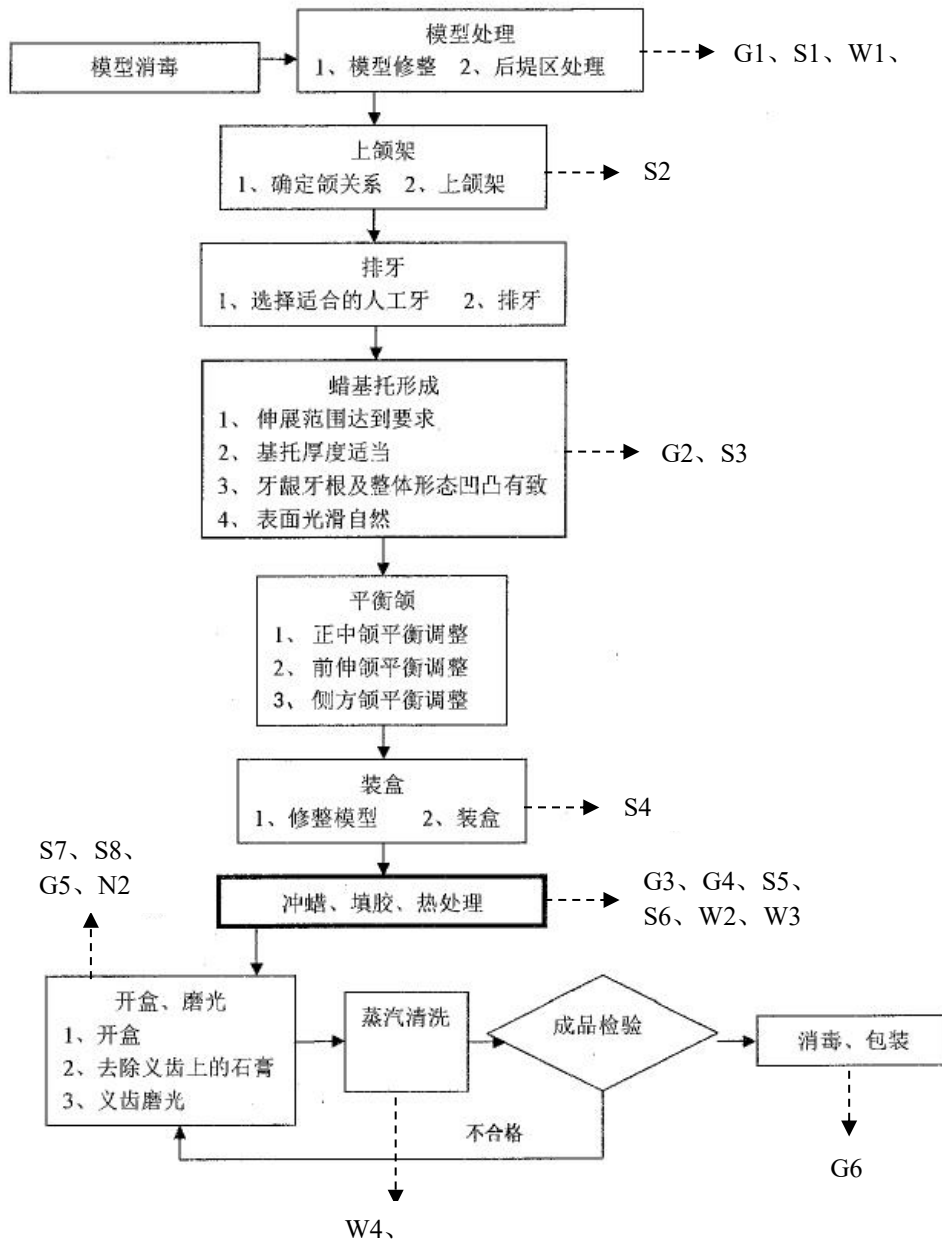 模型消毒
模型处理
1、模型修整 2、后堤区处理
G1、S1、W1、
上颌架
1、确定颌关系 2、上颌架
S2
排牙
1、选择适合的人工牙 2、排牙
蜡基托形成
1、伸展范围达到要求
2、基托厚度适当
3、牙龈牙根及整体形态凹凸有致
4、表面光滑自然
G2、S3
平衡颌
1、正中颌平衡调整
2、前伸颌平衡调整
3、侧方颌平衡调整
装盒
1、修整模型 2、装盒
S4
冲蜡、填胶、热处理
G3、G4、S5、
S6、W2、W3
S7、S8、
G5、N2
开盒、磨光
1、开盒
2、去除义齿上的石膏
3、义齿磨光
蒸汽清洗
成品检验
消毒、包装
不合格
W4、
G6